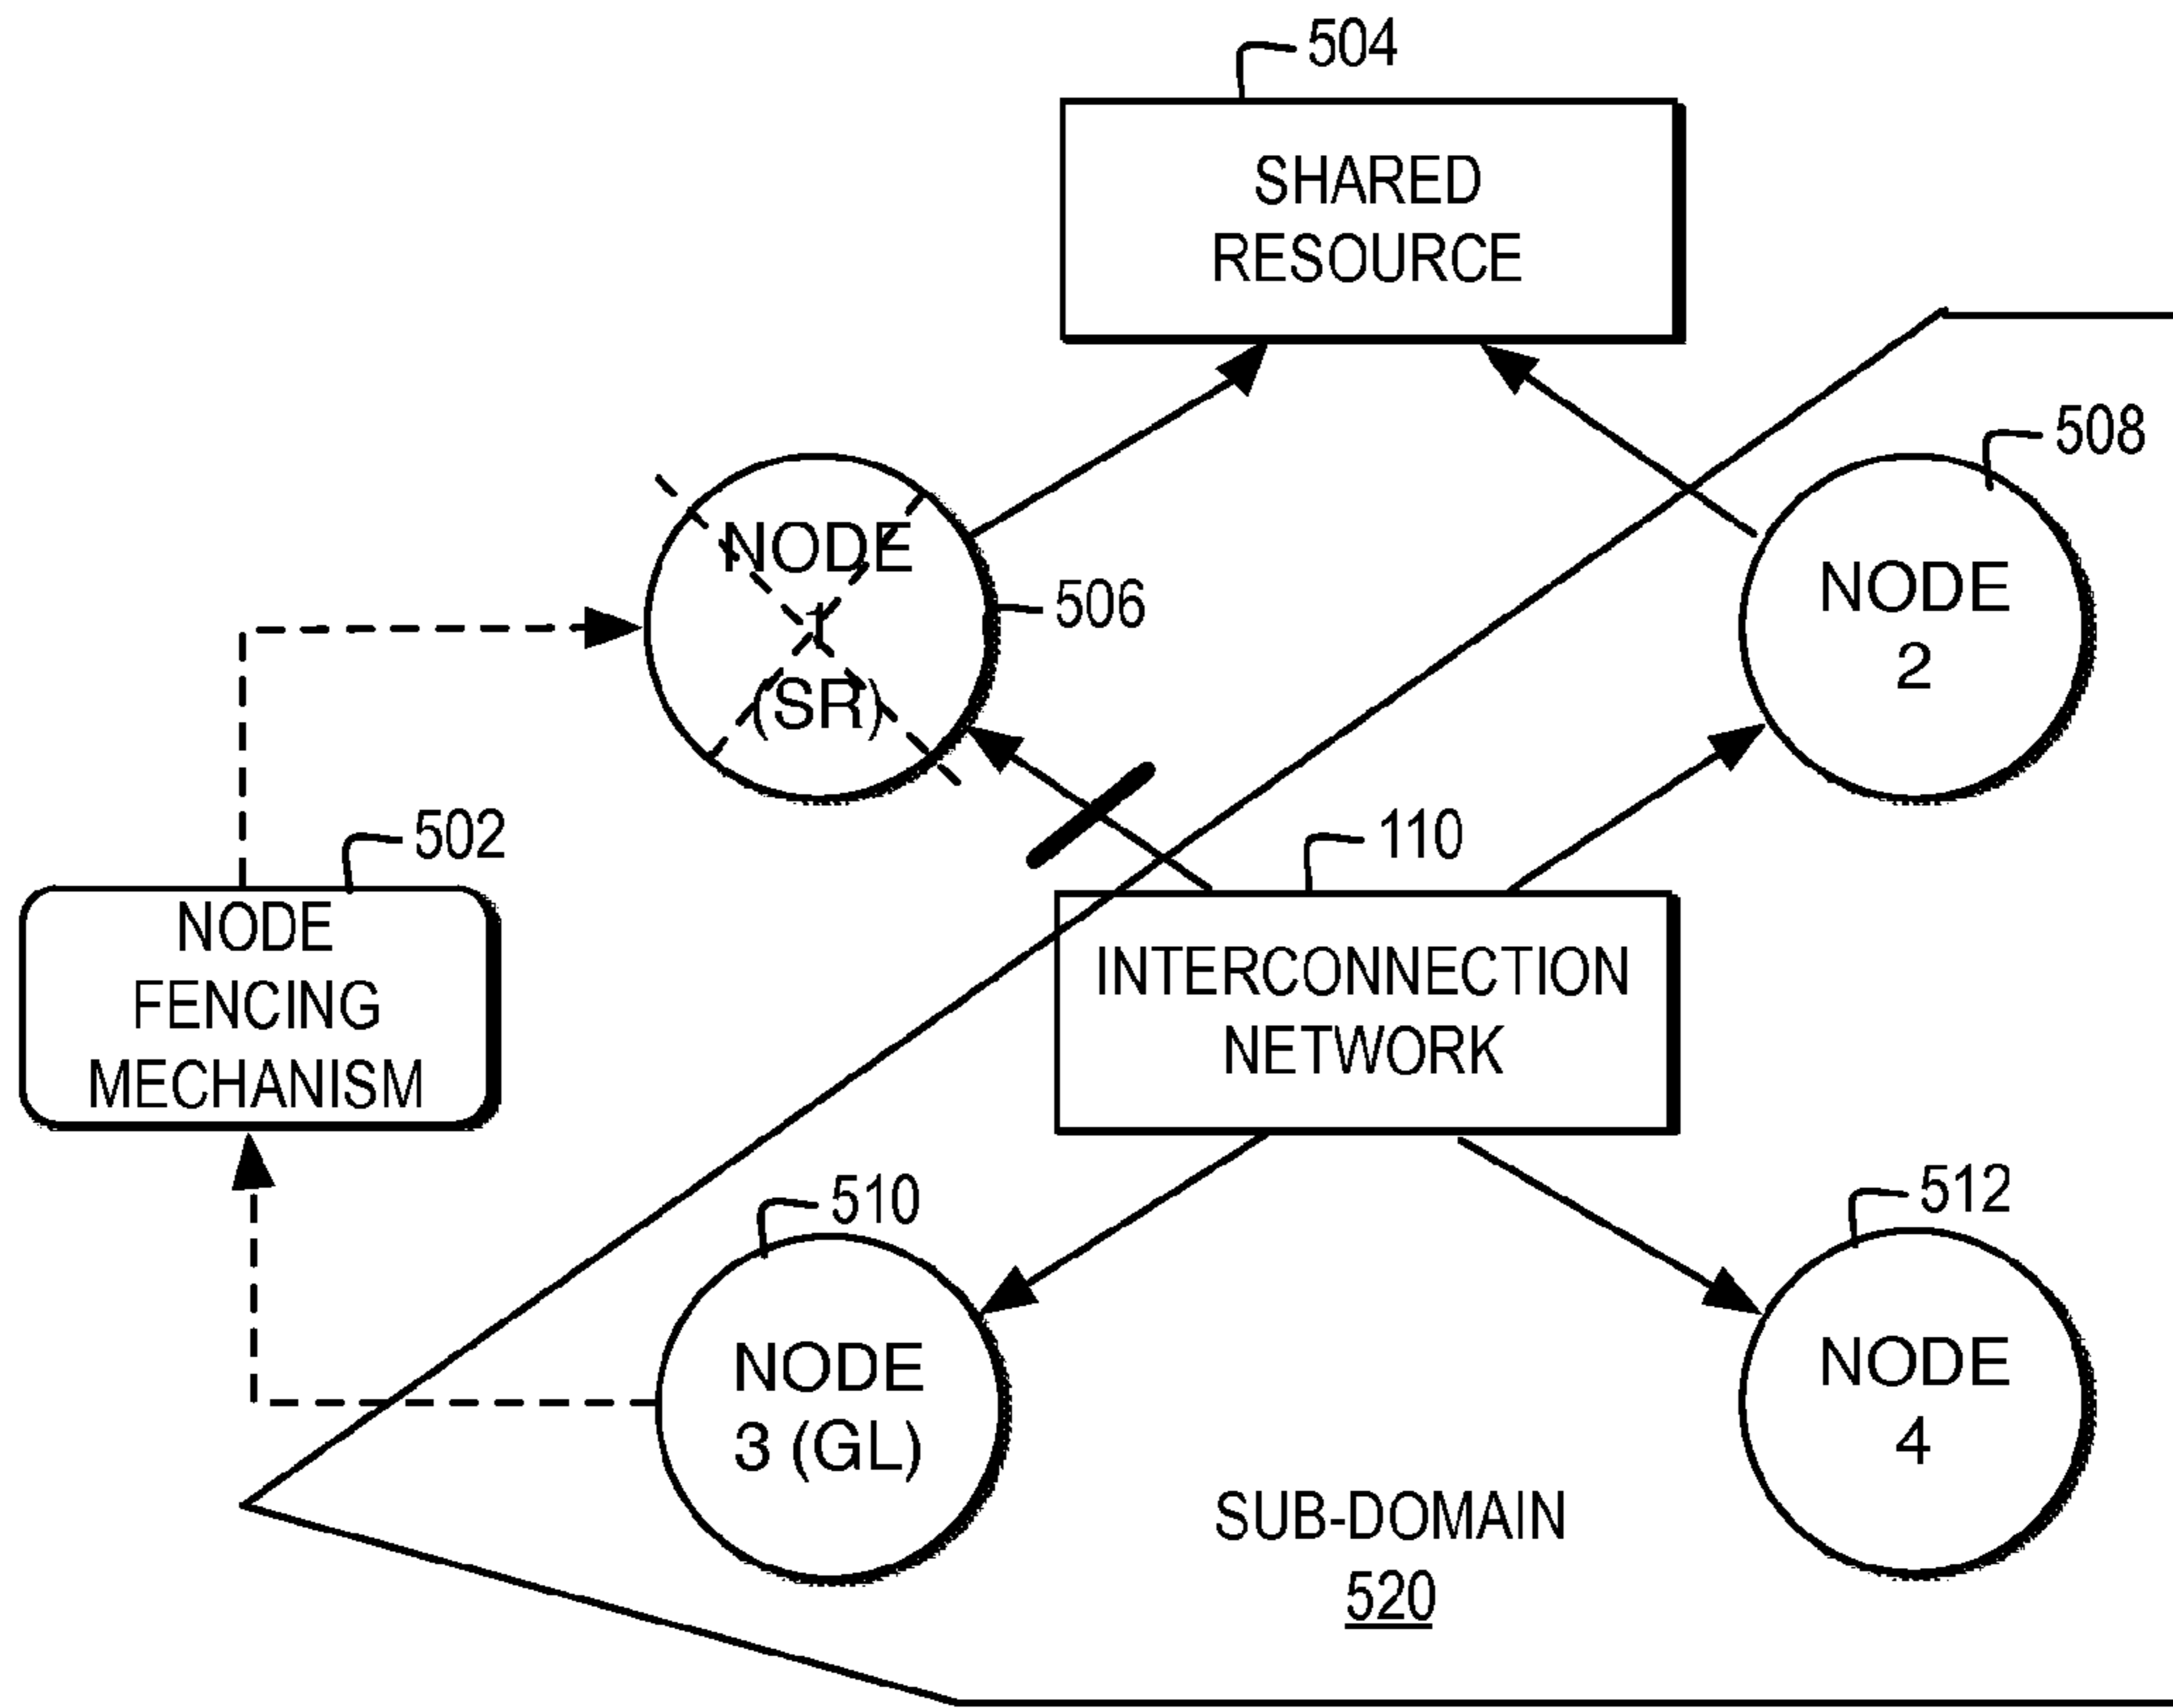 504
SHARED
RESOURCE
508
NODE
1
(SR)
506
NODE
2
502
110
NODE
FENCING
MECHANISM
INTERCONNECTION
NETWORK
510
512
NODE
3 (GL)
NODE
4
SUB-DOMAIN
520